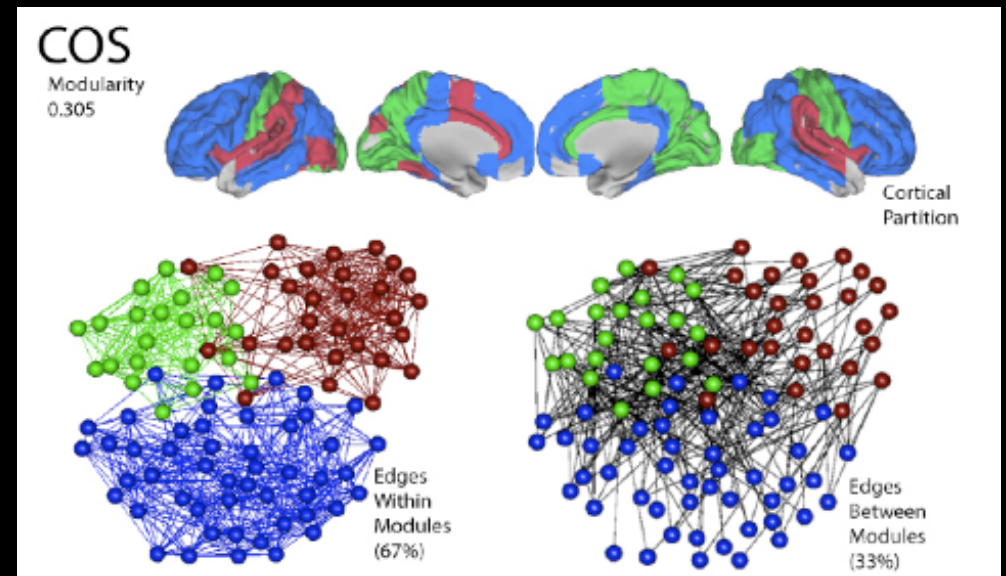 COS
Modularity
0.305
Cortical
Partition
Edges
Within
Modules
(67%)
Edges
Between
Modules
(33%)